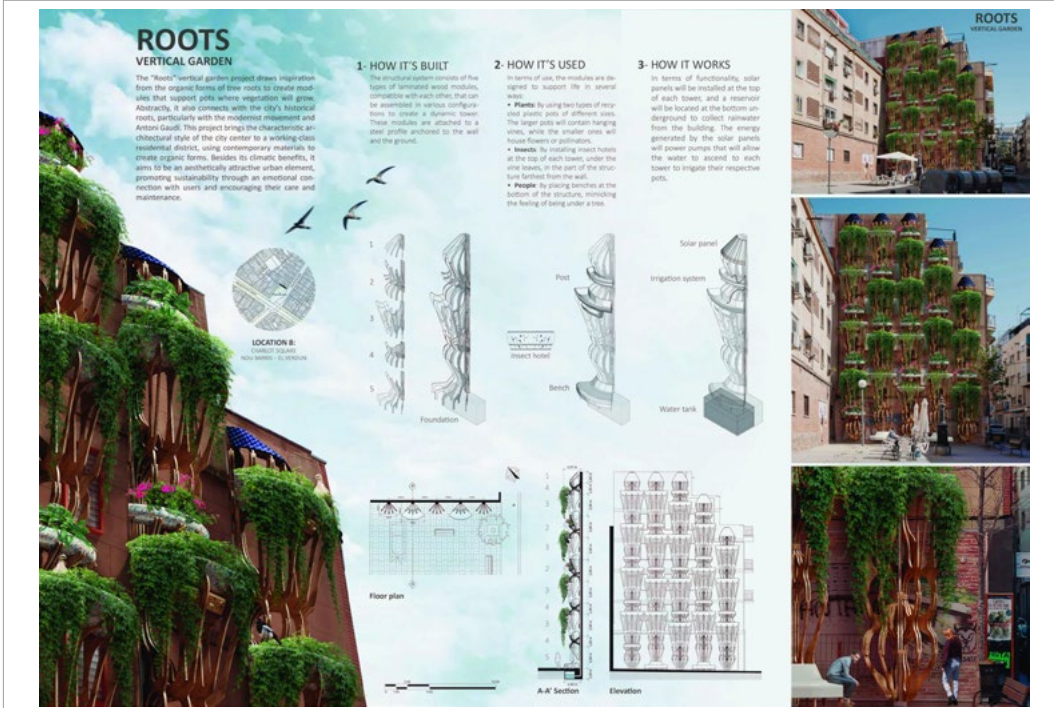 ROOTS
VERTICAL GARDEN
The "Roots" vertical garden project draws inspiration
from the organic forms of tree roots to create mod-
ules that support pots where vegetation will grow.
Abstractly, it also connects with the city's historical
roots, particularly with the modernist movement and
Antoni Gaudí. This project brings the characteristic ar-
chitectural style of the city center to a working-class
residential district, using contemporary materials to
create organic forms. Besides its climatic benefits, it
aims to be an aesthetically attractive urban element,
promoting sustainability through an emotional con-
nection with users and encouraging their care and
maintenance.
LOCATION 8:
CHARLOT SQUARE
NOU BARRIS – EL VERDUN
1- HOW IT'S BUILT
The structural system consists of five
types of laminated wood modules,
compatible with each other, that can
be assembled in various configura-
tions to create a dynamic tower.
These modules are attached to a
steel profile anchored to the wall
and the ground.
1
2
3
4
5
Foundation
2- HOW IT'S USED
In terms of use, the modules are de-
signed to support life in several
ways:
• Plants: By using two types of recy-
cled plastic pots of different sizes.
The larger pots will contain hanging
vines, while the smaller ones will
house flowers or pollinators.
• Insects: By installing insect hotels
at the top of each tower, under the
vine leaves, in the part of the struc-
ture farthest from the wall.
• People: By placing benches at the
bottom of the structure, mimicking
the feeling of being under a tree.
Post
Insect hotel
Bench
3- HOW IT WORKS
In terms of functionality, solar
panels will be installed at the top
of each tower, and a reservoir
will be located at the bottom un-
derground to collect rainwater
from the building. The energy
generated by the solar panels
will power pumps that will allow
the water to ascend to each
tower to irrigate their respective
pots.
Solar panel
Irrigation system
Water tank
Floor plan
A-A' Section
Elevation
ROOTS
VERTICAL GARDEN